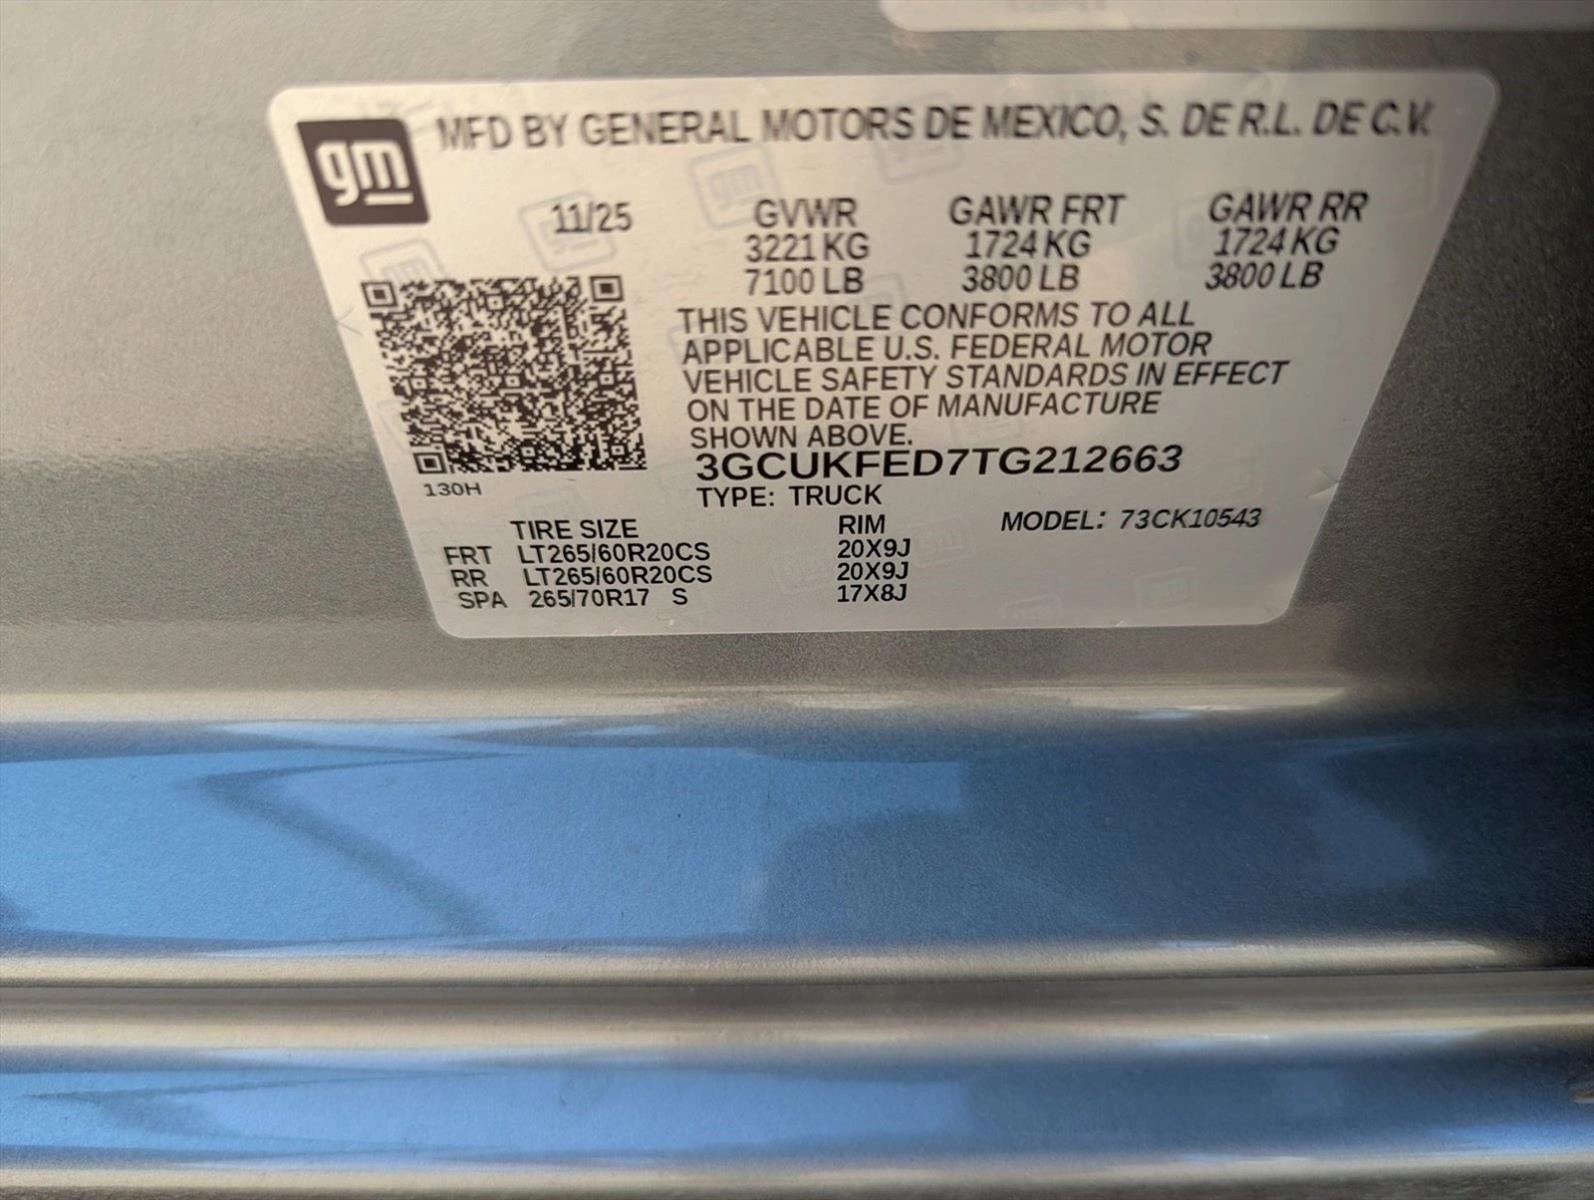 gm
MFD BY GENERAL MOTORS DE MEXICO, S. DE R.L. DE C.V.
11/25 GVWR GAWR FRT GAWR RR
3221 KG 1724 KG 1724 KG
7100 LB 3800 LB 3800 LB
THIS VEHICLE CONFORMS TO ALL
APPLICABLE U.S. FEDERAL MOTOR
VEHICLE SAFETY STANDARDS IN EFFECT
ON THE DATE OF MANUFACTURE
SHOWN ABOVE.
3GCUKFED7TG212663
130H
TYPE: TRUCK
TIRE SIZE RIM MODEL: 73CK10543
FRT LT265/60R20CS 20X9J
RR LT265/60R20CS 20X9J
SPA 265/70R17 S 17X8J